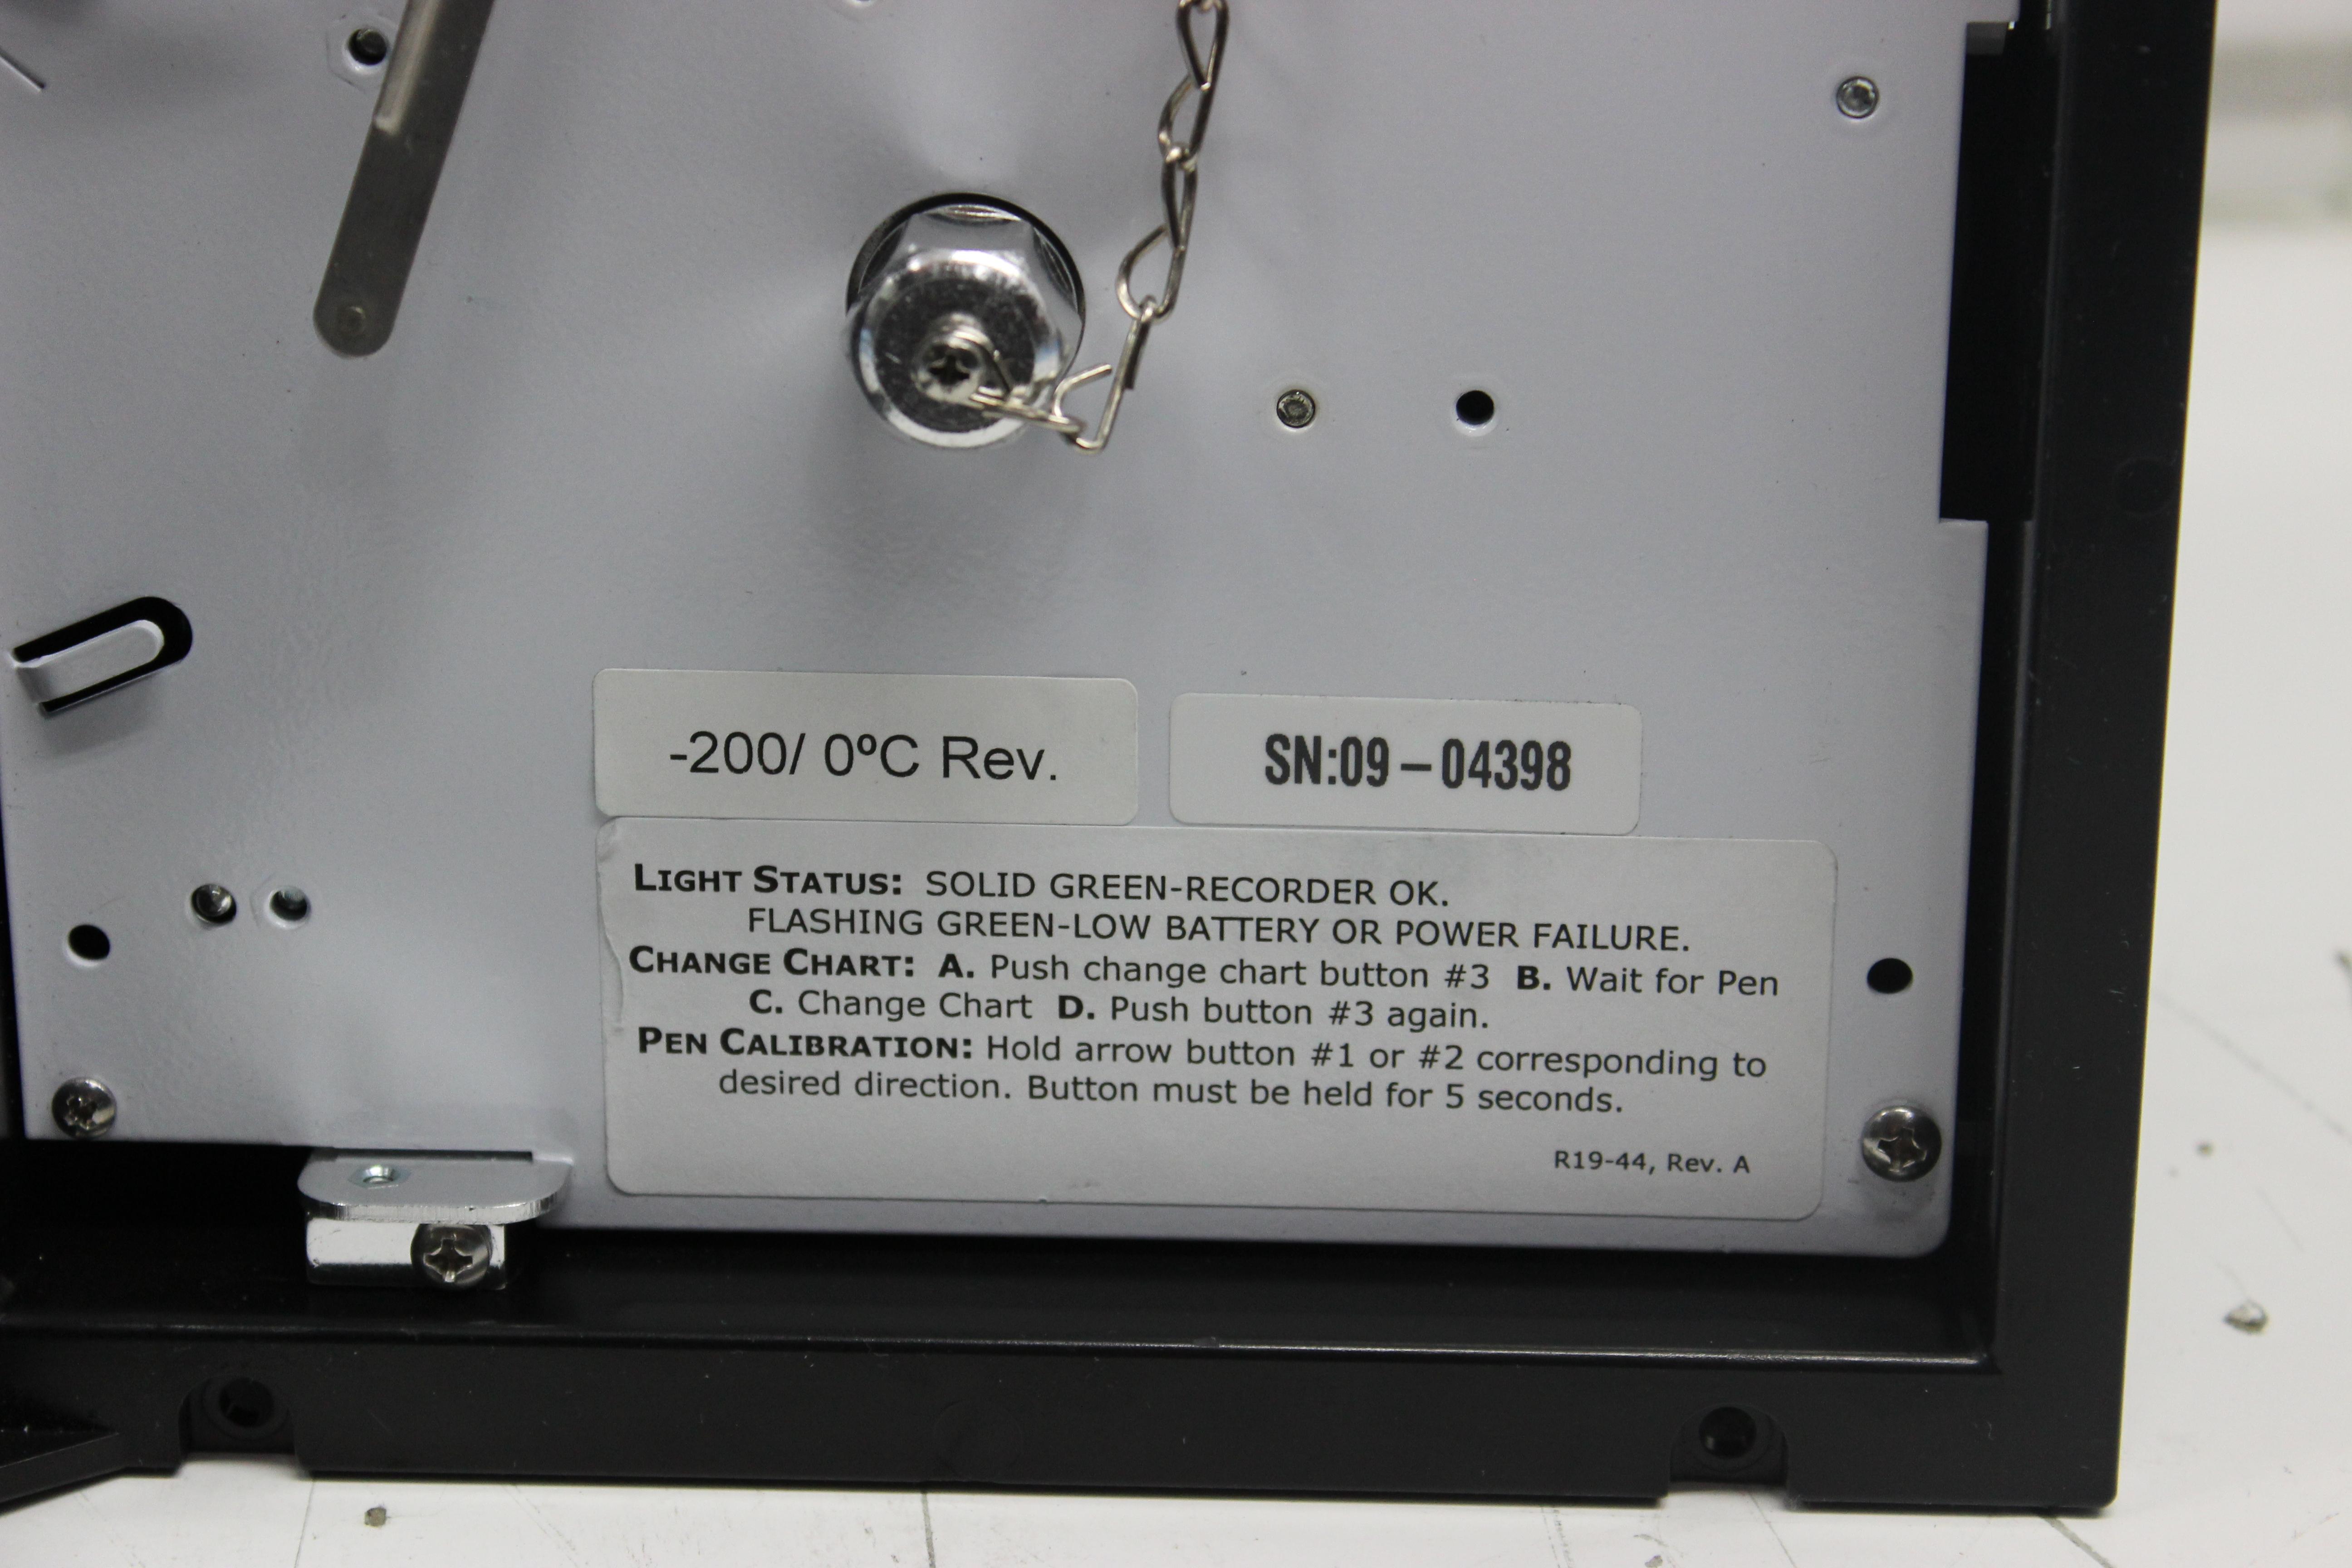 -200/ 0ºC Rev.
SN:09-04398
LIGHT STATUS: SOLID GREEN-RECORDER OK.
FLASHING GREEN-LOW BATTERY OR POWER FAILURE.
CHANGE CHART: A. Push change chart button #3 B. Wait for Pen
C. Change Chart D. Push button #3 again.
PEN CALIBRATION: Hold arrow button #1 or #2 corresponding to
desired direction. Button must be held for 5 seconds.
R19-44, Rev. A